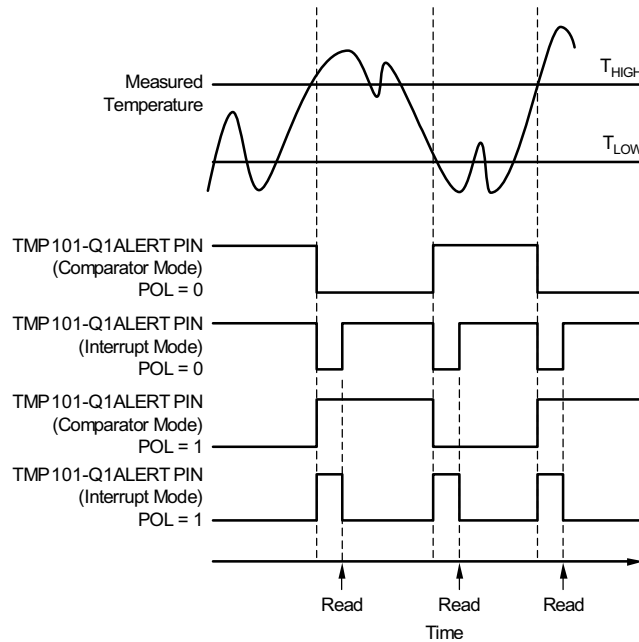 T_HIGH
Measured
Temperature
T_LOW
TMP101-Q1ALERT PIN
(Comparator Mode)
POL = 0
TMP101-Q1ALERT PIN
(Interrupt Mode)
POL = 0
TMP101-Q1ALERT PIN
(Comparator Mode)
POL = 1
TMP101-Q1ALERT PIN
(Interrupt Mode)
POL = 1
Read Read Read
Time